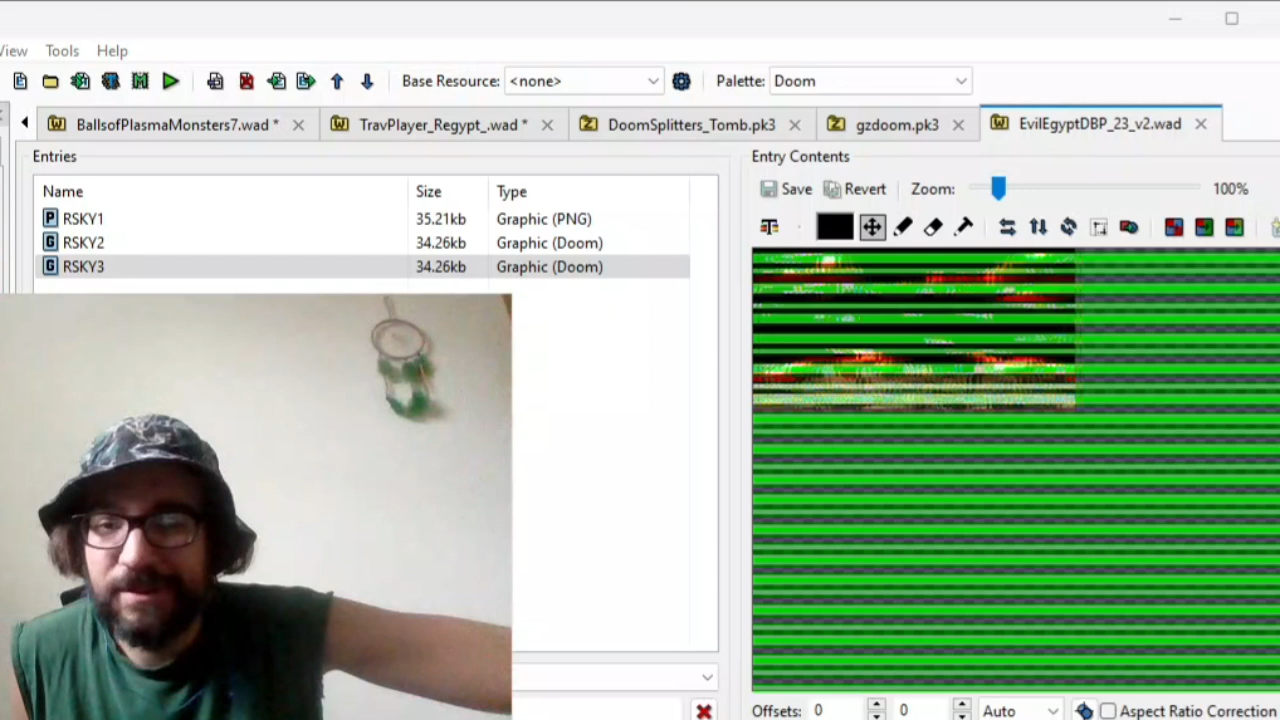 View Tools Help
Base Resource: <none> Palette: Doom
BallsofPlasmaMonsters7.wad * TravPlayer_Regypt_.wad * DoomSplitters_Tomb.pk3 gzdoom.pk3 EvilEgyptDBP_23_v2.wad
Entries
Name Size Type
RSKY1 35.21kb Graphic (PNG)
RSKY2 34.26kb Graphic (Doom)
RSKY3 34.26kb Graphic (Doom)
Entry Contents
Save Revert Zoom: 100%
Offsets: 0 0 Auto Aspect Ratio Correction